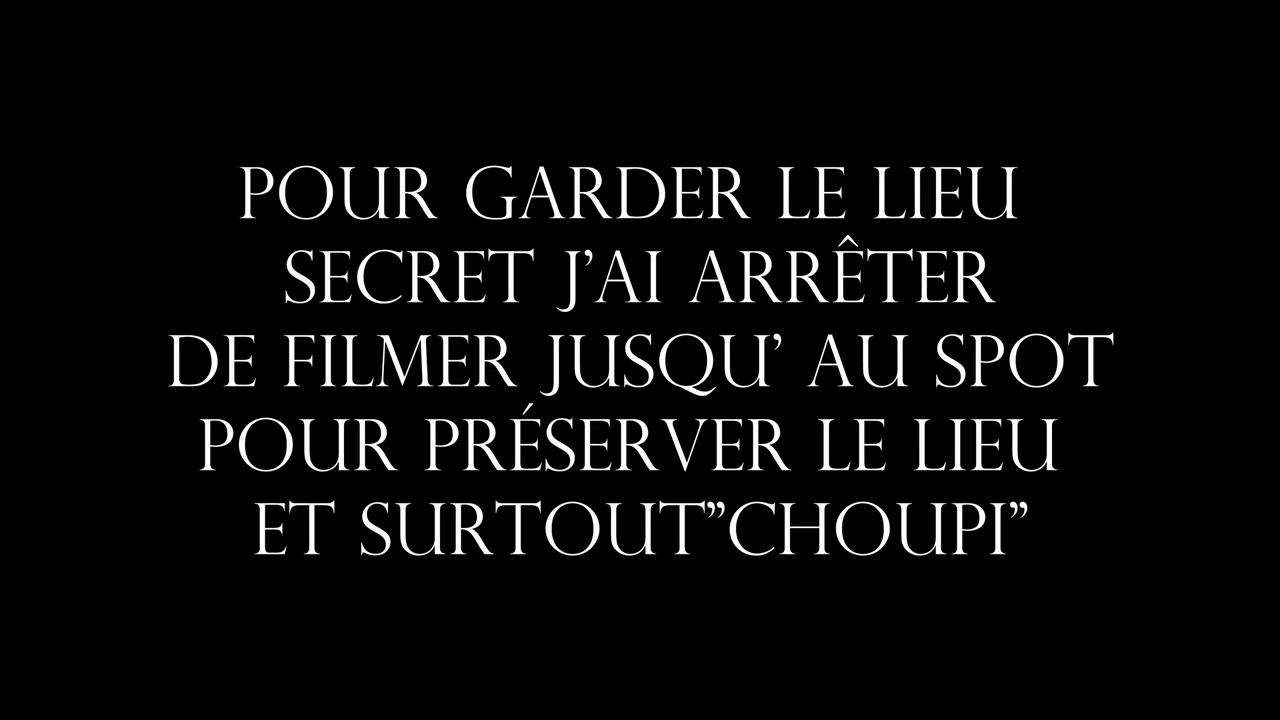 POUR GARDER LE LIEU
SECRET J'AI ARRÊTER
DE FILMER JUSQU' AU SPOT
POUR PRÉSERVER LE LIEU
ET SURTOUT"CHOUPI"